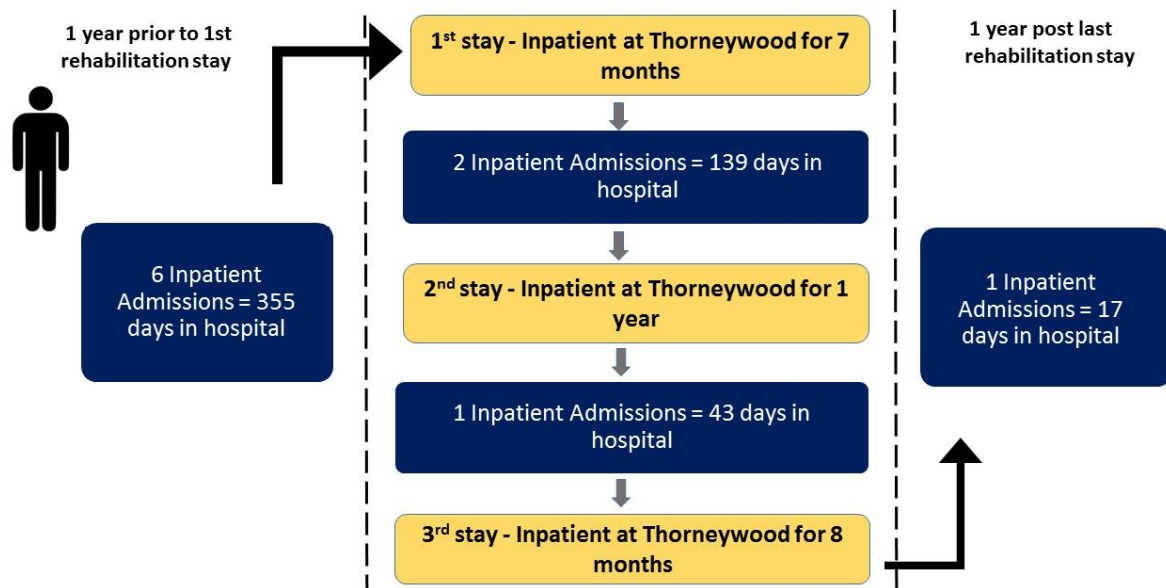 1 year prior to 1st
rehabilitation stay
6 Inpatient
Admissions = 355
days in hospital
1st stay - Inpatient at Thorneywood for 7
months
2 Inpatient Admissions = 139 days in
hospital
2nd stay - Inpatient at Thorneywood for 1
year
1 Inpatient Admissions = 43 days in
hospital
3rd stay - Inpatient at Thorneywood for 8
months
1 year post last
rehabilitation stay
1 Inpatient
Admissions = 17
days in hospital